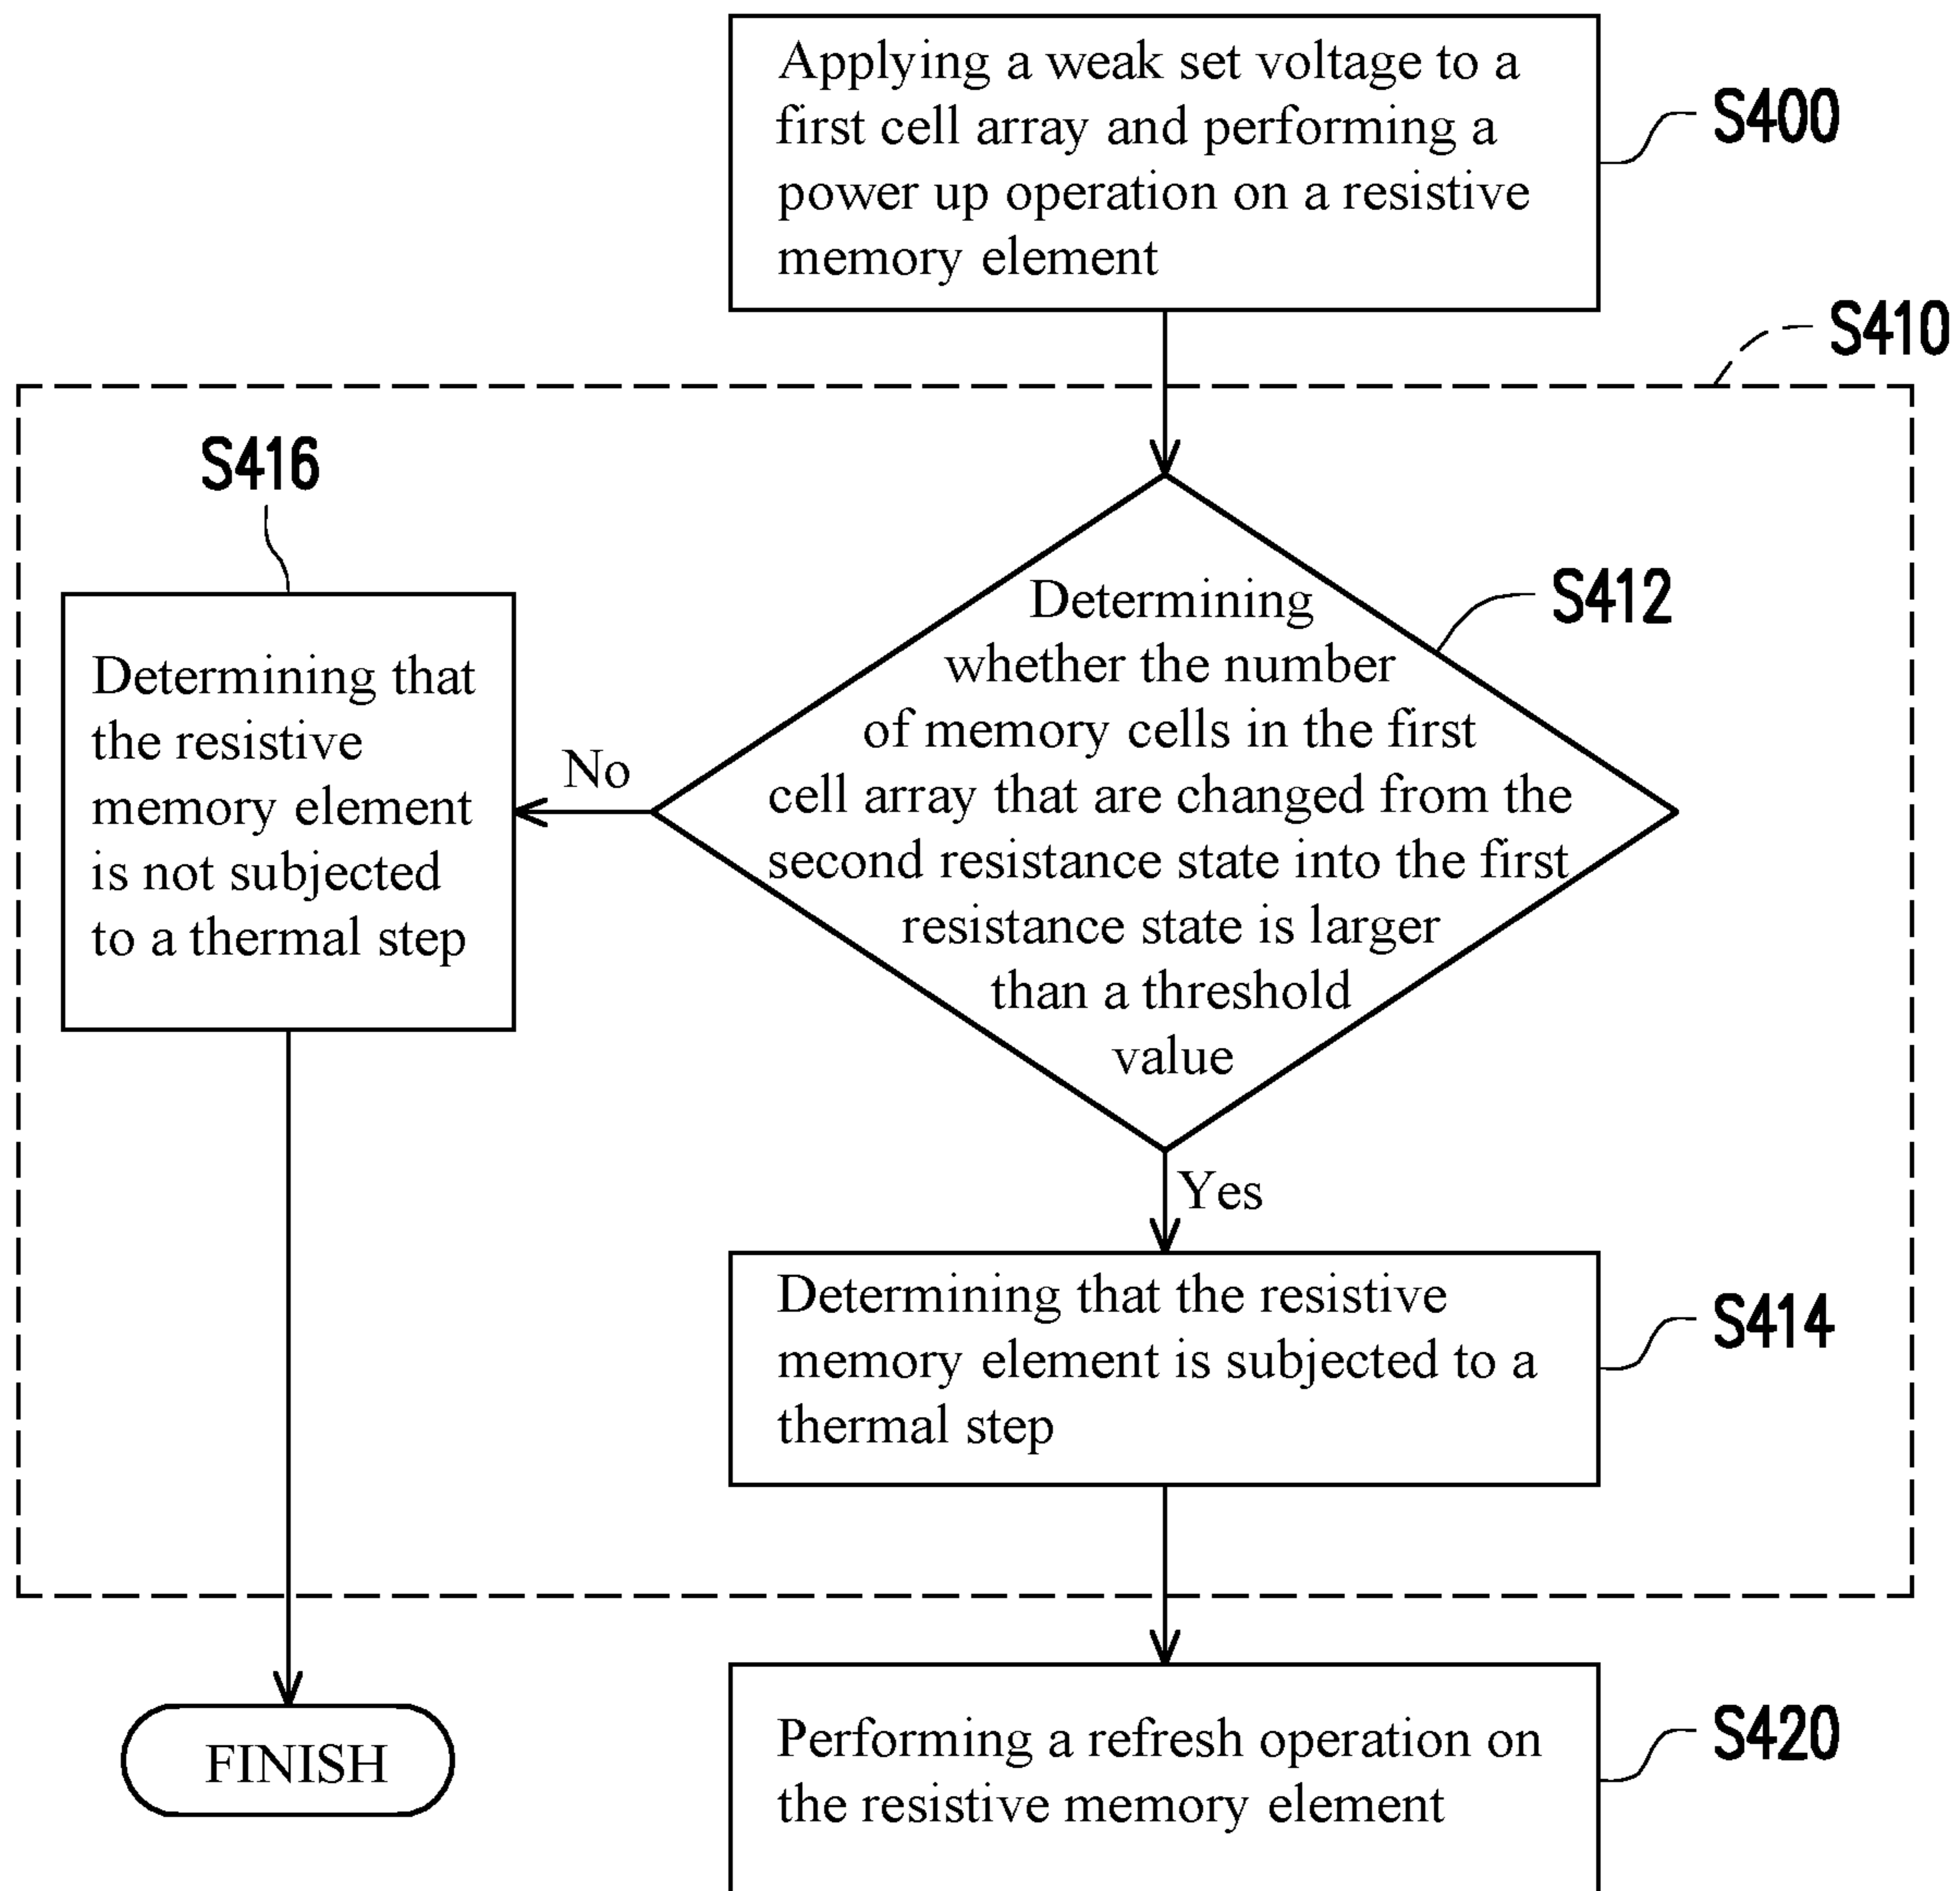 Applying a weak set voltage to a
first cell array and performing a
power up operation on a resistive
memory element
S400
S410
S416
Determining that
the resistive
memory element
is not subjected
to a thermal step
No
Determining
whether the number
of memory cells in the first
cell array that are changed from the
second resistance state into the first
resistance state is larger
than a threshold
value
S412
Yes
Determining that the resistive
memory element is subjected to a
thermal step
S414
FINISH
Performing a refresh operation on
the resistive memory element
S420